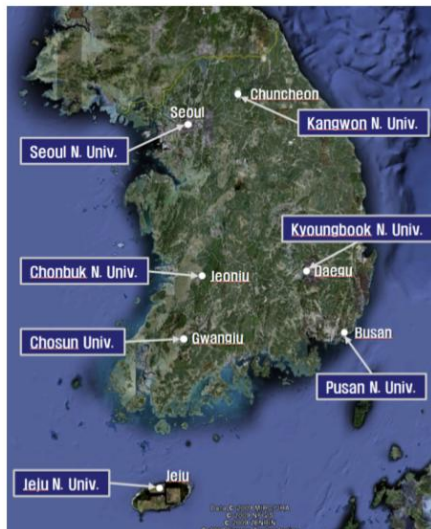 Chuncheon
Seoul
Kangwon N. Univ.
Seoul N. Univ.
Kyoungbook N. Univ.
Chonbuk N. Univ.
Jeonju
Daegu
Chosun Univ.
Gwangju
Busan
Pusan N. Univ.
Jeju
Jeju N. Univ.